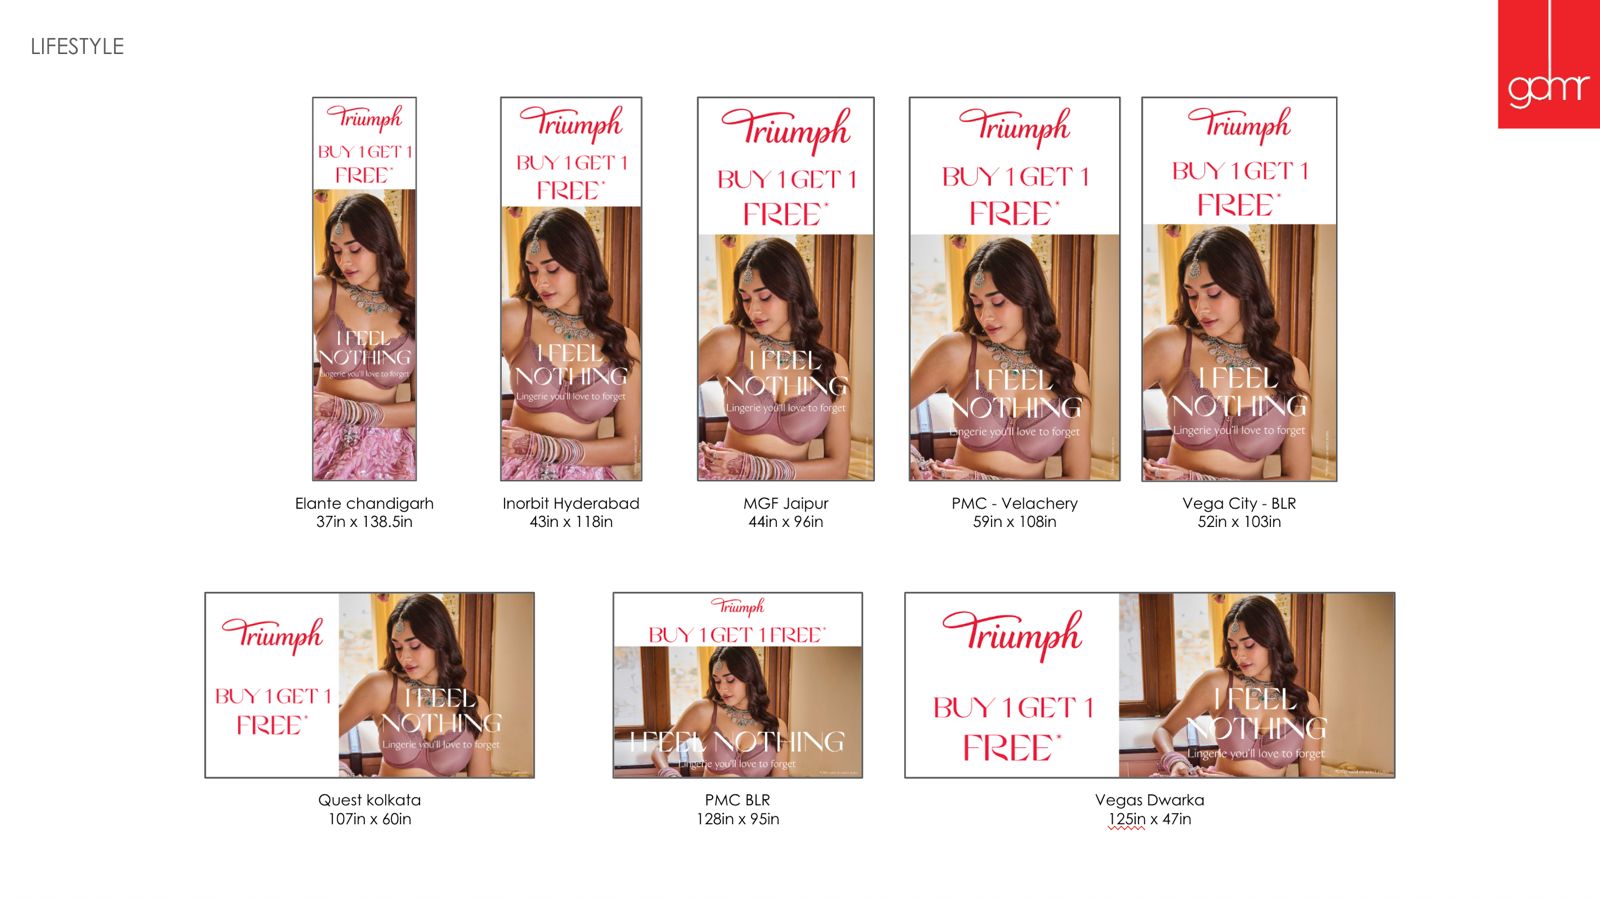 LIFESTYLE
gdmr
Triumph
BUY 1 GET 1
FREE*
I FEEL
NOTHING
Lingerie you'll love to forget
Elante chandigarh
37in x 138.5in
Triumph
BUY 1 GET 1
FREE*
I FEEL
NOTHING
Lingerie you'll love to forget
Inorbit Hyderabad
43in x 118in
Triumph
BUY 1 GET 1
FREE*
I FEEL
NOTHING
Lingerie you'll love to forget
MGF Jaipur
44in x 96in
Triumph
BUY 1 GET 1
FREE*
I FEEL
NOTHING
Lingerie you'll love to forget
PMC - Velachery
59in x 108in
Triumph
BUY 1 GET 1
FREE*
I FEEL
NOTHING
Lingerie you'll love to forget
Vega City - BLR
52in x 103in
Triumph
BUY 1 GET 1
FREE*
I FEEL
NOTHING
Lingerie you'll love to forget
Quest kolkata
107in x 60in
Triumph
BUY 1 GET 1 FREE*
I FEEL NOTHING
Lingerie you'll love to forget
PMC BLR
128in x 95in
Triumph
BUY 1 GET 1
FREE*
I FEEL
NOTHING
Lingerie you'll love to forget
Vegas Dwarka
125in x 47in